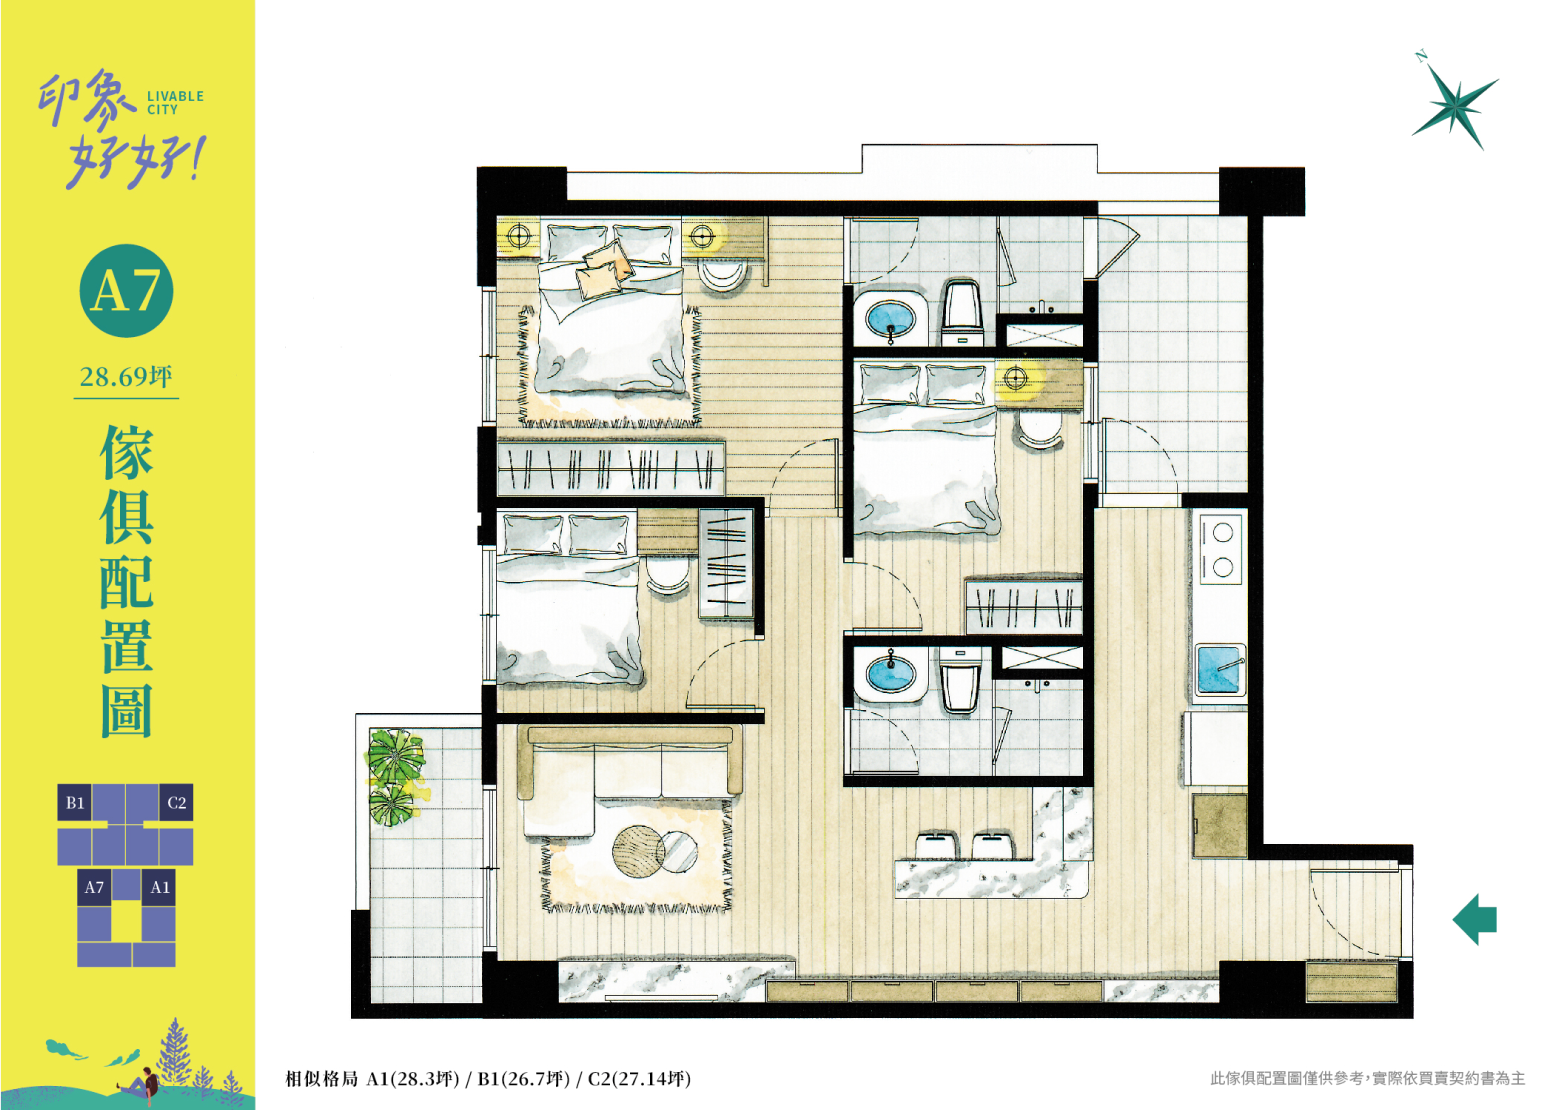 印象
好好!
LIVABLE
CITY
A7
28.69坪
傢俱配置圖
B1
C2
A7
A1
N
相似格局 A1(28.3坪) / B1(26.7坪) / C2(27.14坪)
此傢俱配置圖僅供參考,實際依買賣契約書為主